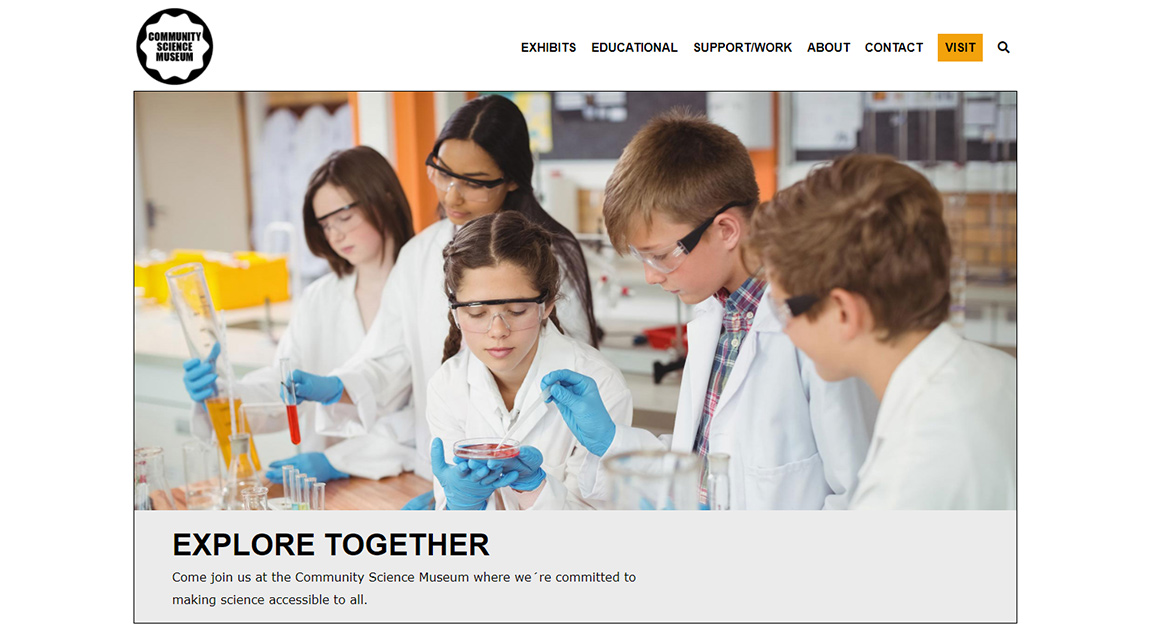 COMMUNITY
SCIENCE
MUSEUM
EXHIBITS EDUCATIONAL SUPPORT/WORK ABOUT CONTACT VISIT
EXPLORE TOGETHER
Come join us at the Community Science Museum where we´re committed to
making science accessible to all.